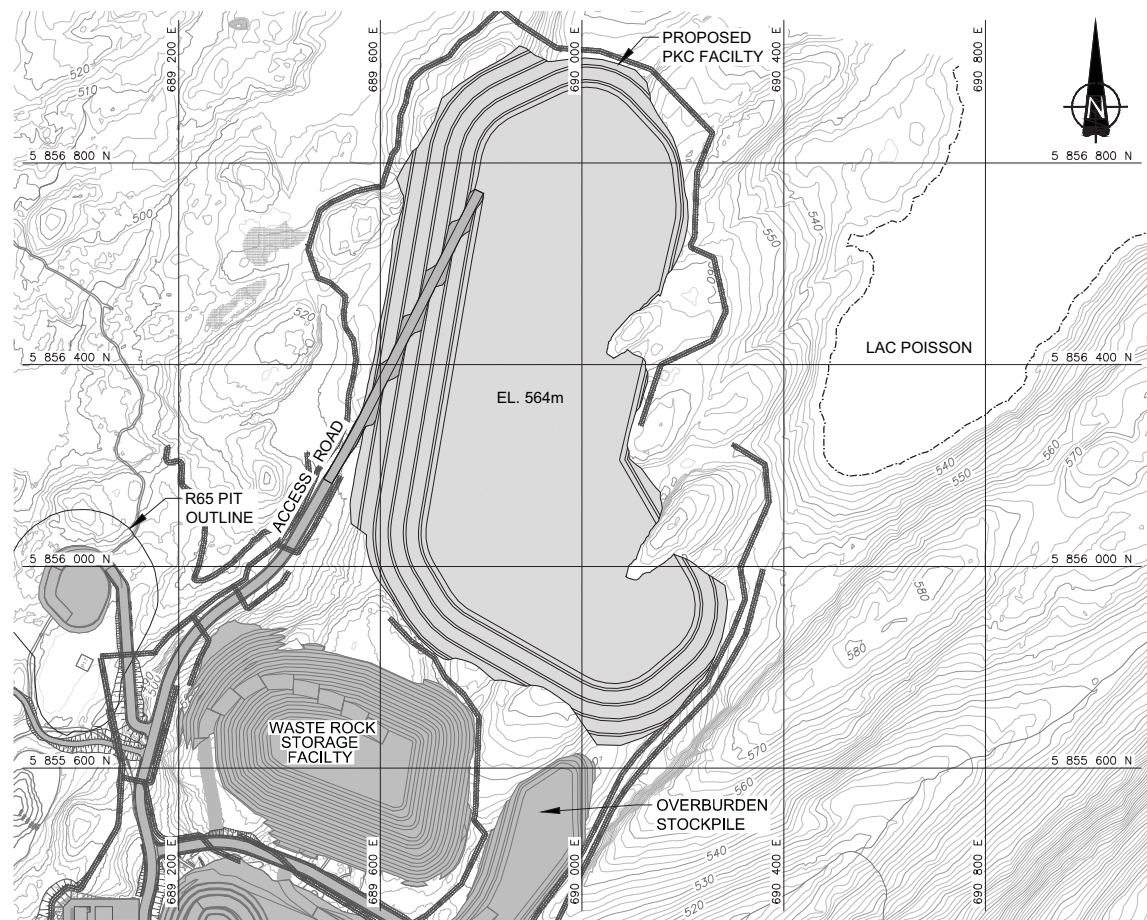 689 200 E
689 600 E
690 000 E
690 400 E
690 800 E
PROPOSED
PKC FACILTY
N
520
510
5 856 800 N
5 856 800 N
500
540
550
520
560
LAC POISSON
5 856 400 N
5 856 400 N
EL. 564m
ACCESS ROAD
560
570
540
550
R65 PIT
OUTLINE
5 856 000 N
5 856 000 N
580
580
WASTE ROCK
STORAGE
FACILTY
570
5 855 600 N
5 855 600 N
560
OVERBURDEN
STOCKPILE
540
530
520
689 200 E
689 600 E
690 000 E
690 400 E
690 800 E